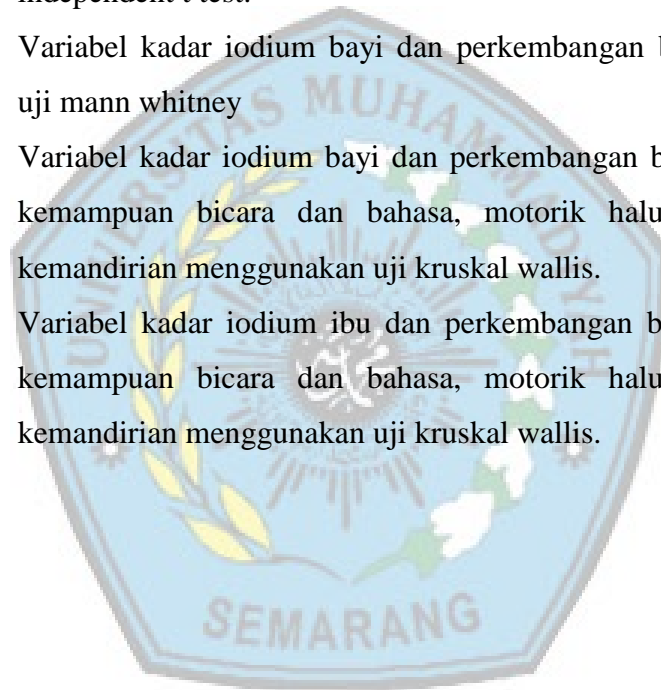 independent t test.
Variabel kadar iodium bayi dan perkembangan
uji mann whitney
Variabel kadar iodium bayi dan perkembangan
kemampuan bicara dan bahasa, motorik
kemandirian menggunakan uji kruskal wallis.
Variabel kadar iodium ibu dan perkembangan
kemampuan bicara dan bahasa, motorik
kemandirian menggunakan uji kruskal wallis.
UNIVERSITAS MUHAMMADIYAH
SEMARANG